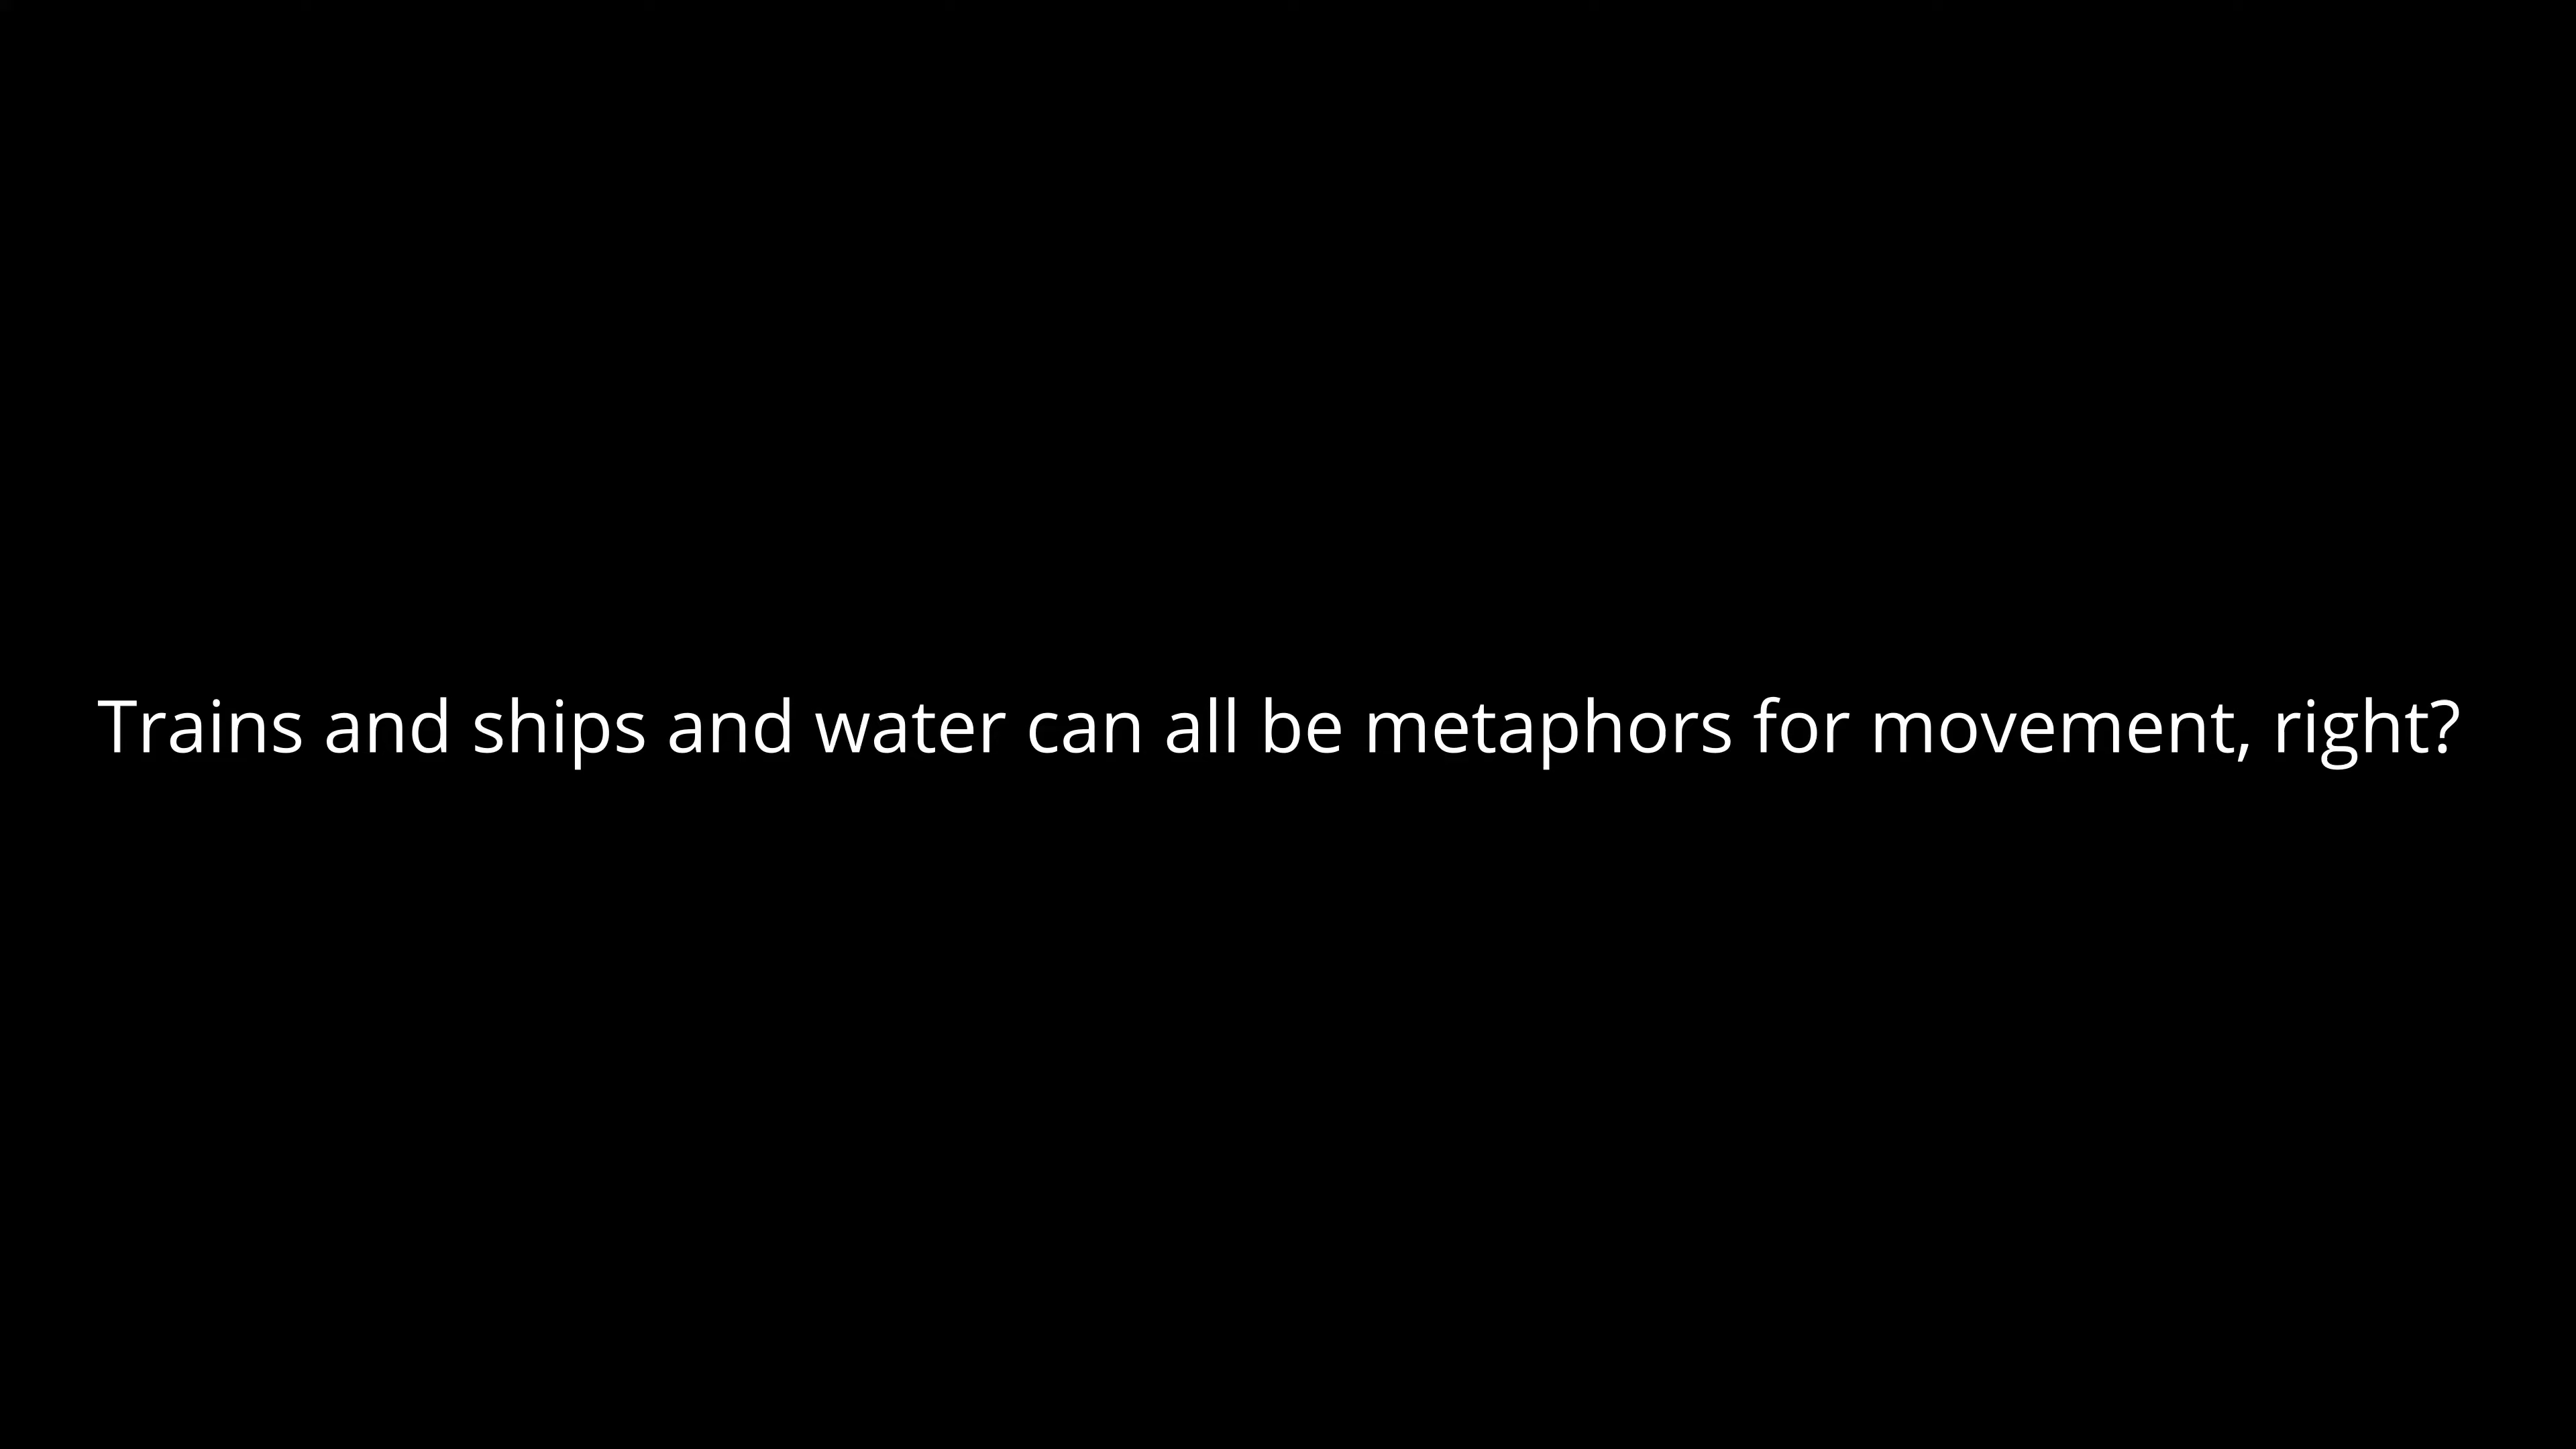 Trains and ships and water can all be metaphors for movement, right?